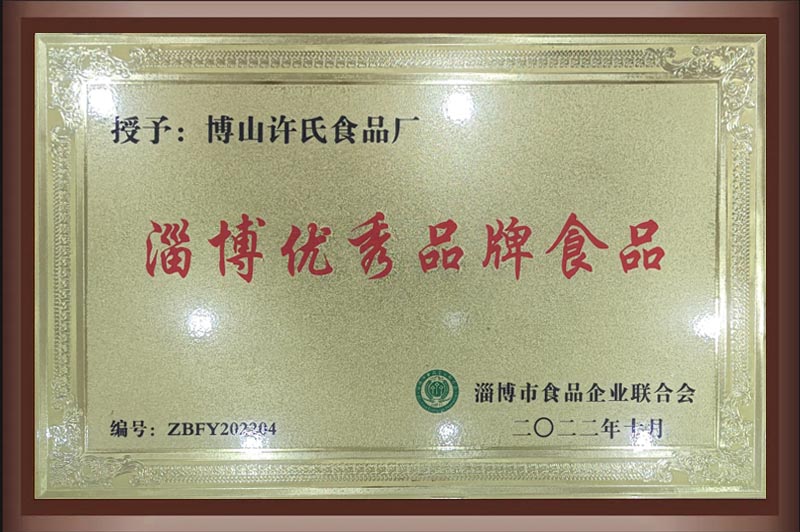 授予：博山许氏食品厂
淄博优秀品牌食品
淄博市食品企业联合会
编号：ZBFY202204
二〇二二年十月